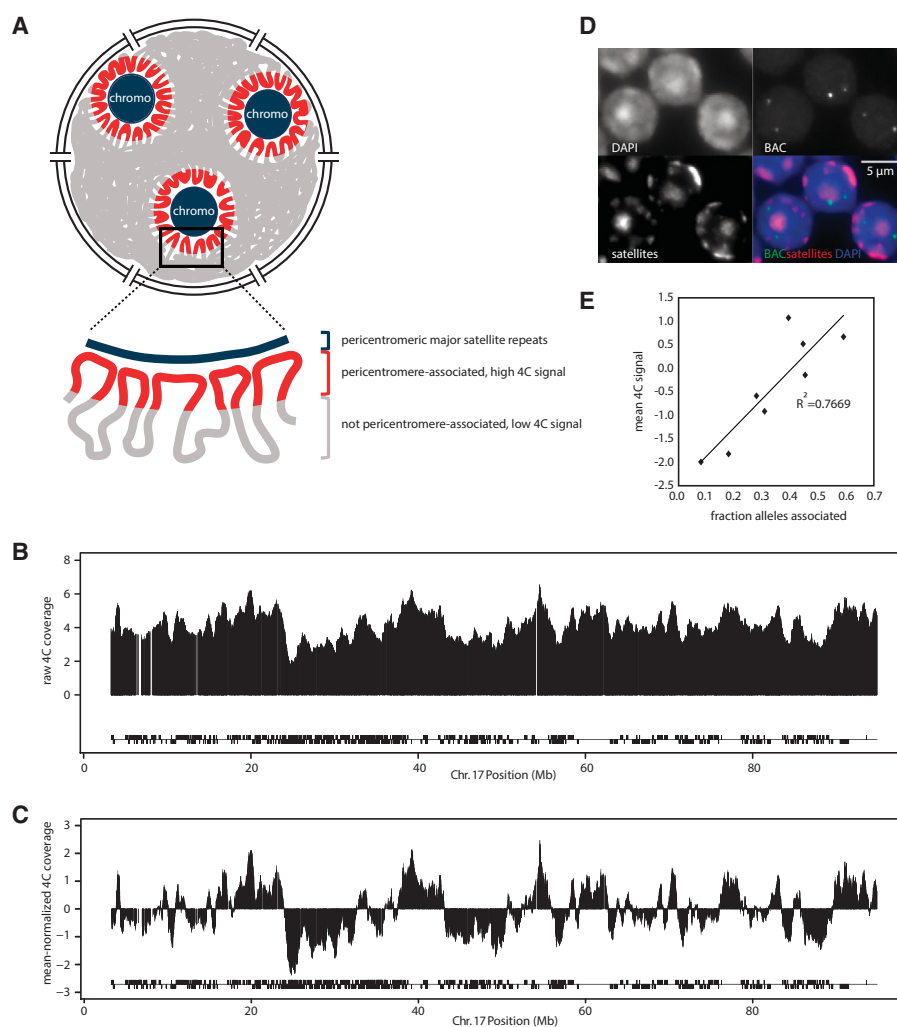 A
chromo
chromo
chromo
pericentromeric major satellite repeats
pericentromere-associated, high 4C signal
not pericentromere-associated, low 4C signal
D
DAPI
BAC
satellites
5 µm
BACsatellites DAPI
E
mean 4C signal
1.5
1.0
0.5
0.0
-0.5
-1.0
-1.5
-2.0
-2.5
R²=0.7669
0.0 0.1 0.2 0.3 0.4 0.5 0.6 0.7
fraction alleles associated
B
raw 4C coverage
8
6
4
2
0
0 20 40 60 80
Chr. 17 Position (Mb)
C
mean-normalized 4C coverage
3
2
1
0
−1
−2
−3
0 20 40 60 80
Chr. 17 Position (Mb)